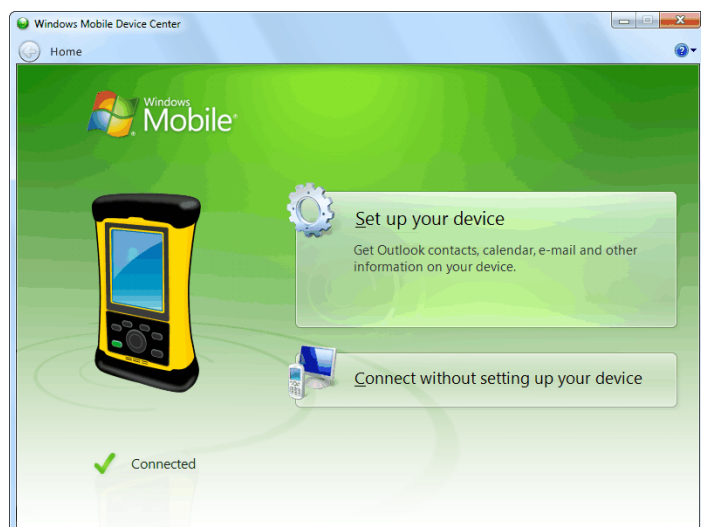 Windows Mobile Device Center
Home
Windows
Mobile
Set up your device
Get Outlook contacts, calendar, e-mail and other
information on your device.
Connect without setting up your device
Connected